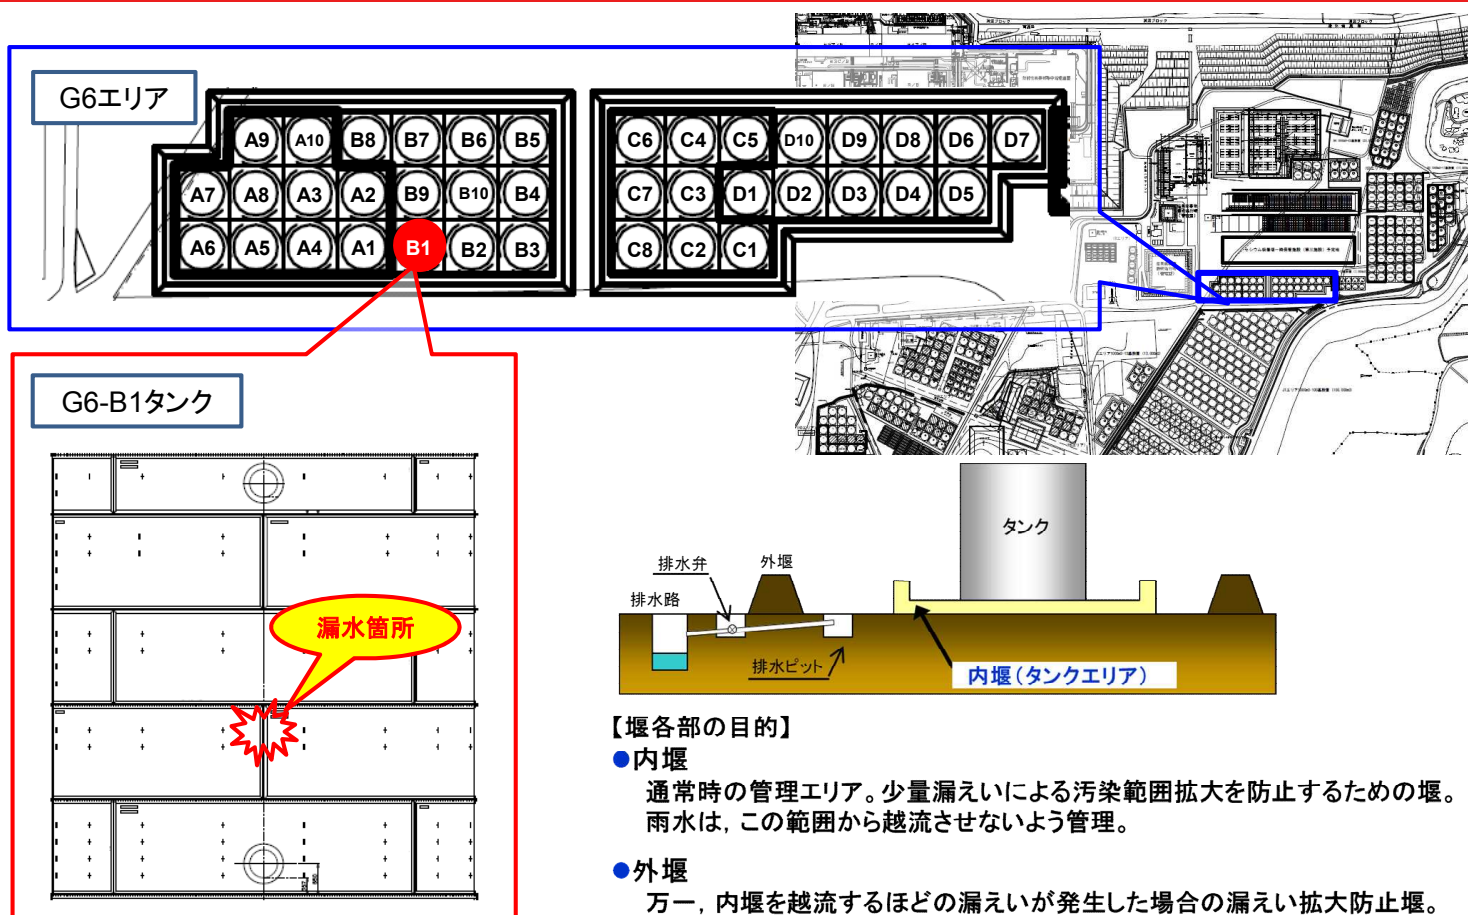 G6エリア
A9 A10 B8 B7 B6 B5
A7 A8 A3 A2 B9 B10 B4
A6 A5 A4 A1 B1 B2 B3
C6 C4 C5 D10 D9 D8 D6 D7
C7 C3 D1 D2 D3 D4 D5
C8 C2 C1
G6-B1タンク
漏水箇所
タンク
排水弁
外堰
排水路
排水ピット
内堰(タンクエリア)
【堰各部の目的】
●内堰
通常時の管理エリア。少量漏えいによる汚染範囲拡大を防止するための堰。
雨水は，この範囲から越流させないよう管理。
●外堰
万一，内堰を越流するほどの漏えいが発生した場合の漏えい拡大防止堰。